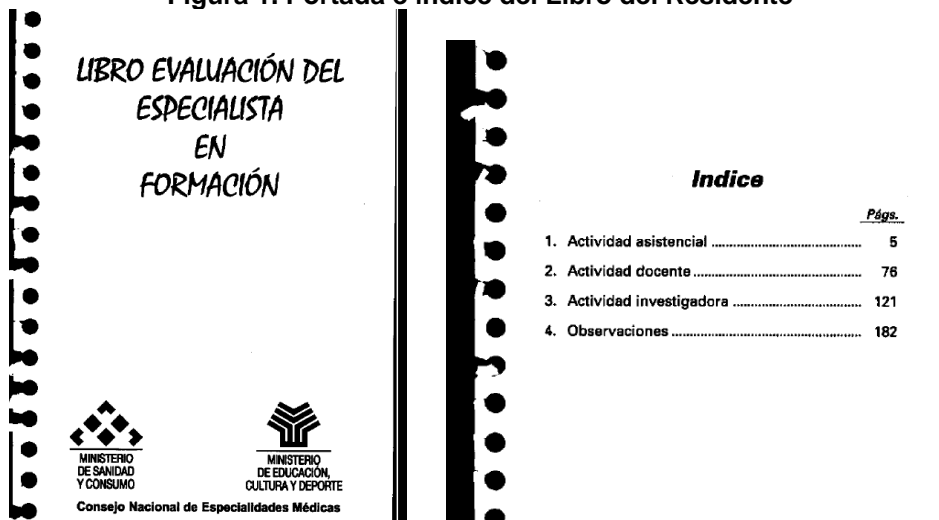 Figura 1. Portada e índice del Libro del Residente
LIBRO EVALUACIÓN DEL
ESPECIALISTA
EN
FORMACIÓN
MINISTERIO
DE SANIDAD
Y CONSUMO
MINISTERIO
DE EDUCACIÓN,
CULTURA Y DEPORTE
Consejo Nacional de Especialidades Médicas
Indice
Págs.
1. Actividad asistencial ........................................ 5
2. Actividad docente ............................................. 76
3. Actividad investigadora .................................. 121
4. Observaciones .................................................. 182